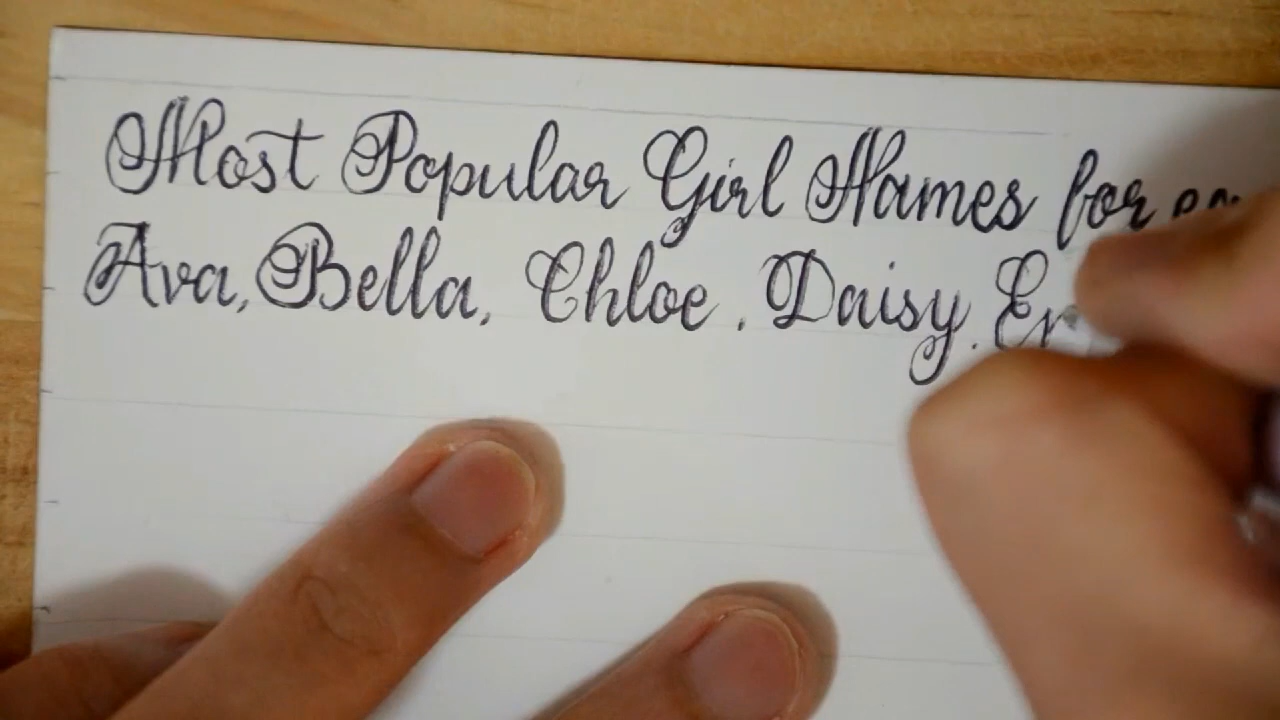 Most Popular Girl Names for
Ava, Bella, Chloe, Daisy,